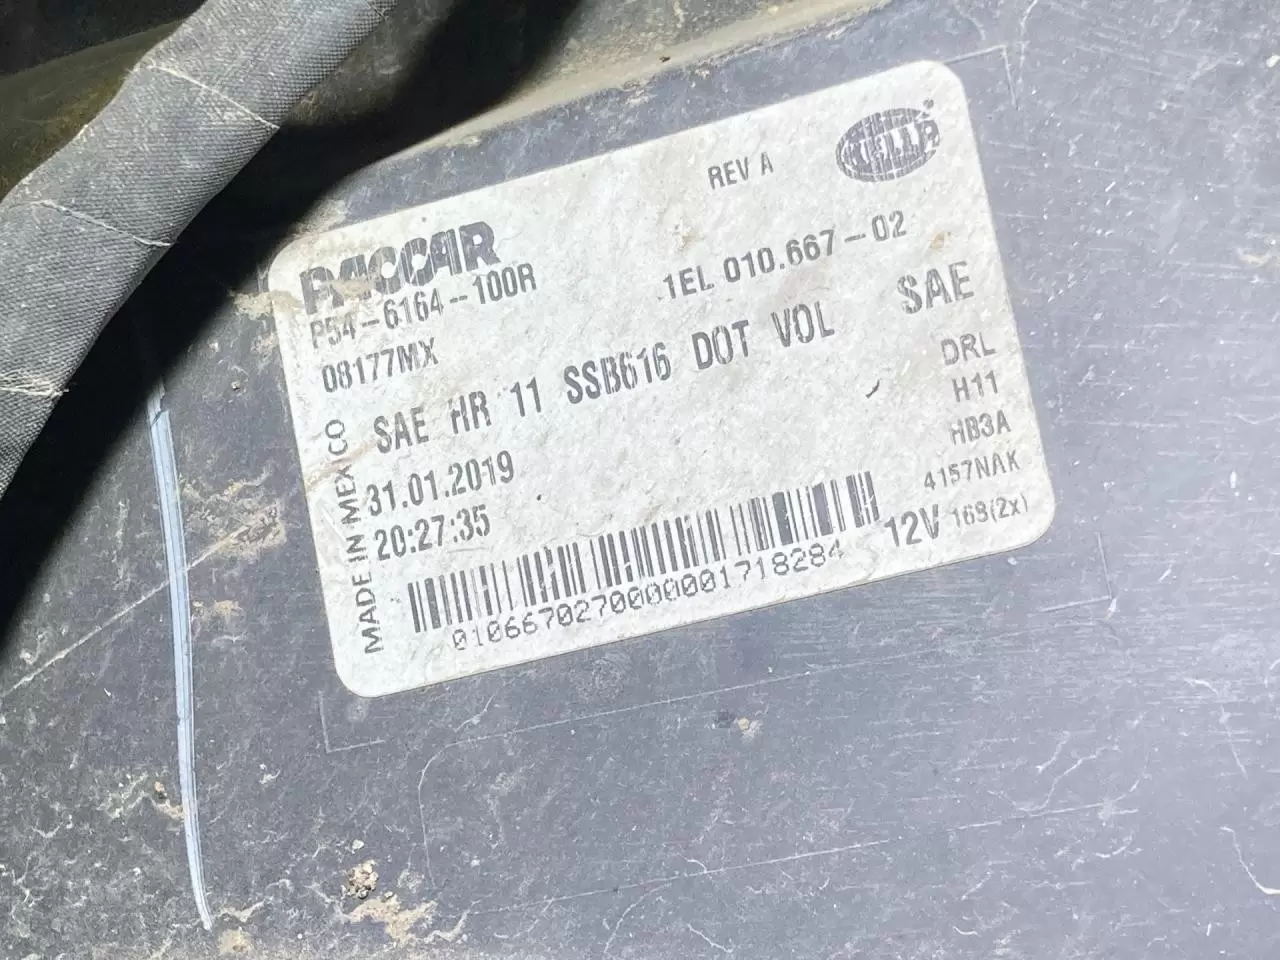 HELLA
REV A
PACCAR
P54-6164-100R
1EL 010.667-02
08177MX
SAE HR 11 SSB616 DOT VOL SAE
DRL
H11
HB3A
4157NAK
12V 168(2x)
MADE IN MEXICO
31.01.2019
20:27:35
0106670270000001718284